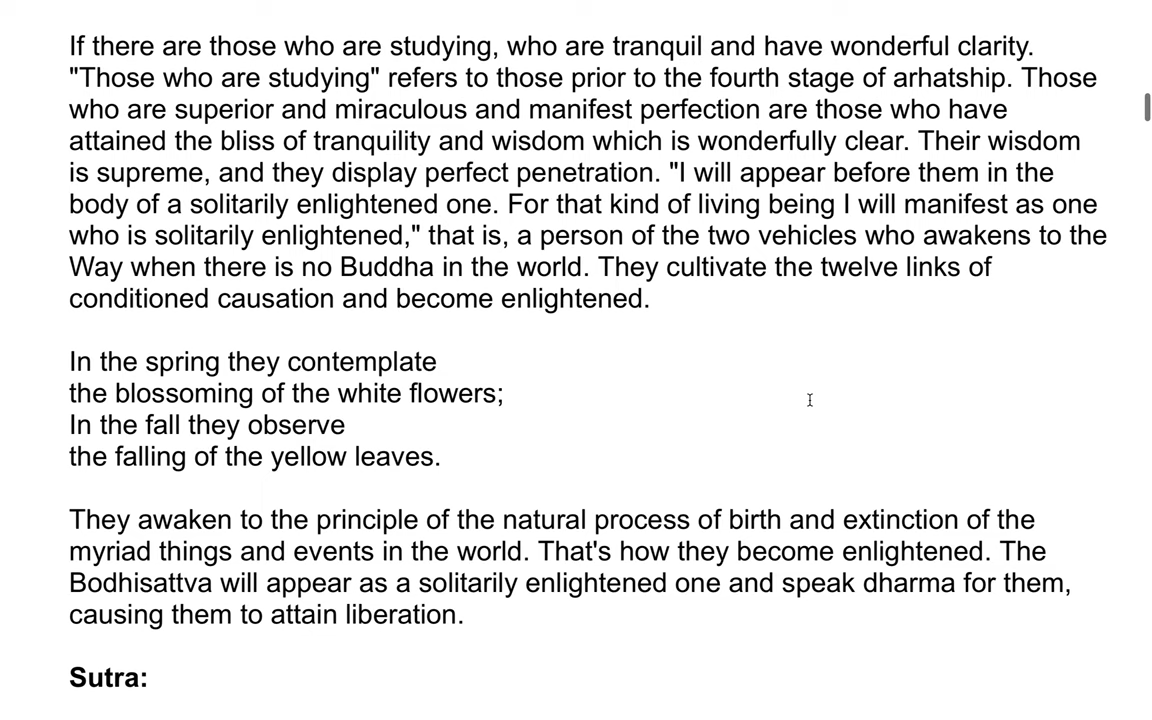 If there are those who are studying, who are tranquil and have wonderful clarity.
"Those who are studying" refers to those prior to the fourth stage of arhatship. Those
who are superior and miraculous and manifest perfection are those who have
attained the bliss of tranquility and wisdom which is wonderfully clear. Their wisdom
is supreme, and they display perfect penetration. "I will appear before them in the
body of a solitarily enlightened one. For that kind of living being I will manifest as one
who is solitarily enlightened," that is, a person of the two vehicles who awakens to the
Way when there is no Buddha in the world. They cultivate the twelve links of
conditioned causation and become enlightened.
In the spring they contemplate
the blossoming of the white flowers;
In the fall they observe
the falling of the yellow leaves.
They awaken to the principle of the natural process of birth and extinction of the
myriad things and events in the world. That's how they become enlightened. The
Bodhisattva will appear as a solitarily enlightened one and speak dharma for them,
causing them to attain liberation.
Sutra: